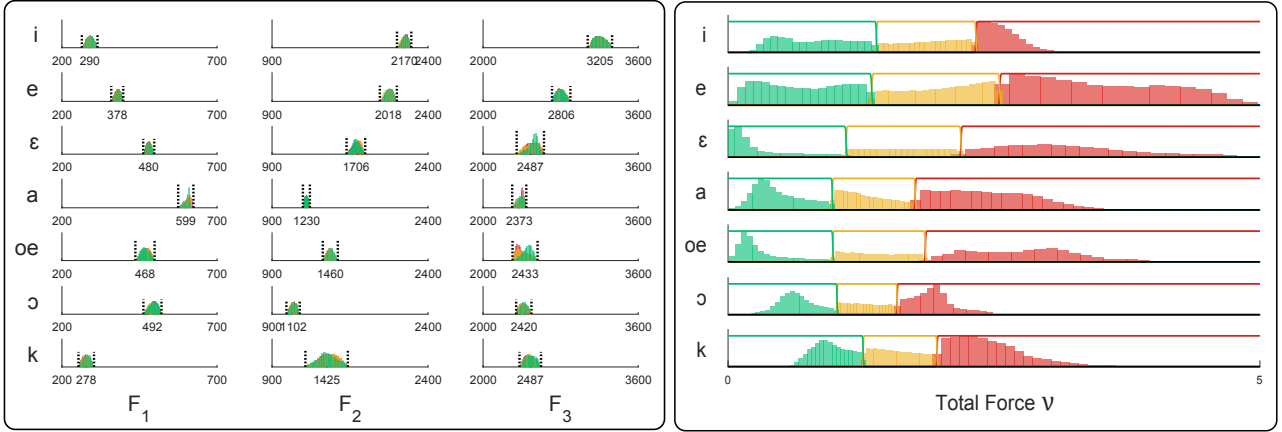 i
200 290 700
900 2170 2400
2000 3205 3600
e
200 378 700
900 2018 2400
2000 2806 3600
ε
200 480 700
900 1706 2400
2000 2487 3600
a
200 599 700
900 1230 2400
2000 2373 3600
oe
200 468 700
900 1460 2400
2000 2433 3600
ɔ
200 492 700
900 1102 2400
2000 2420 3600
k
200 278 700
900 1425 2400
2000 2487 3600
F1
F2
F3
i
e
ε
a
oe
ɔ
k
0 5
Total Force ν